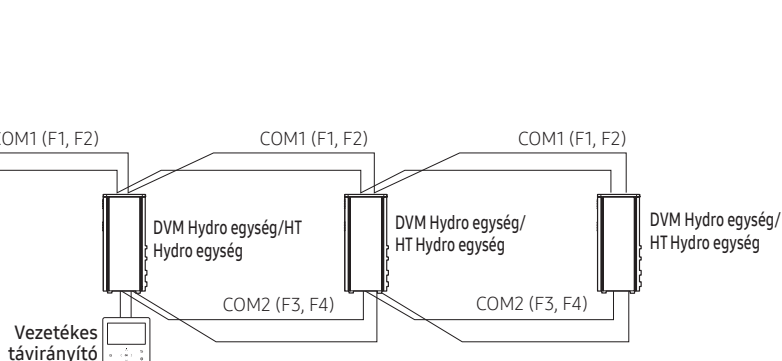 COM1 (F1, F2)
COM1 (F1, F2)
COM1 (F1, F2)
DVM Hydro egység/HT
Hydro egység
DVM Hydro egység/
HT Hydro egység
DVM Hydro egység/
HT Hydro egység
COM2 (F3, F4)
COM2 (F3, F4)
Vezetékes
távirányító